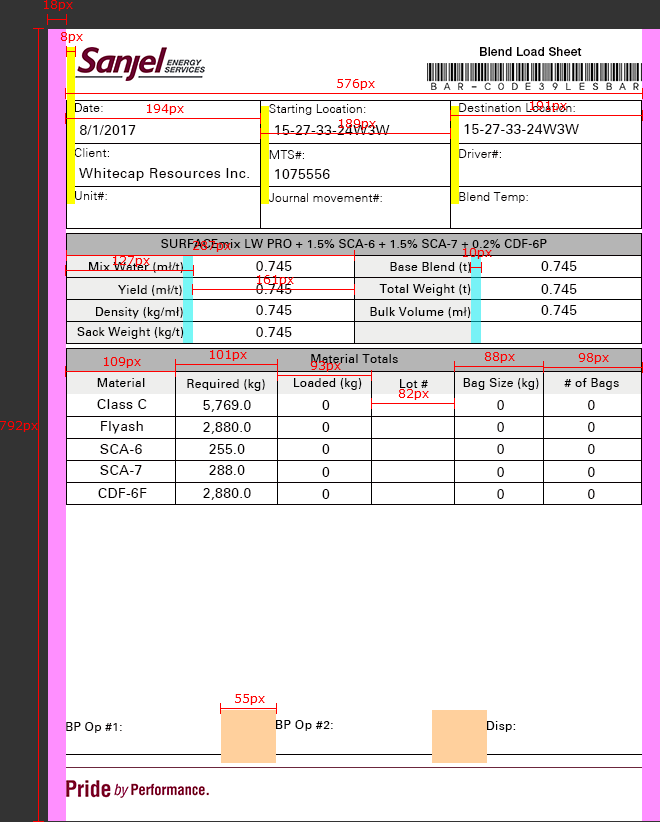 18px
8px
Sanjel ENERGY SERVICES
Blend Load Sheet
BAR-CODE39LESBAR
576px
Date:
194px
Starting Location:
Destination Location:
191px
8/1/2017
15-27-33-24W3W
189px
15-27-33-24W3W
Client:
MTS#:
Driver#:
Whitecap Resources Inc.
1075556
Unit#:
Journal movement#:
Blend Temp:
SURFACEmix LW PRO + 1.5% SCA-6 + 1.5% SCA-7 + 0.2% CDF-6P
127px
10px
Mix Water (mł/t)
0.745
Base Blend (t)
0.745
161px
Yield (mł/t)
0.745
Total Weight (t)
0.745
Density (kg/mł)
0.745
Bulk Volume (mł)
0.745
Sack Weight (kg/t)
0.745
Material Totals
109px
101px
93px
88px
98px
Material
Required (kg)
Loaded (kg)
Lot #
Bag Size (kg)
# of Bags
82px
Class C
5,769.0
0
0
0
Flyash
2,880.0
0
0
0
SCA-6
255.0
0
0
0
792px
SCA-7
288.0
0
0
0
CDF-6F
2,880.0
0
0
0
55px
BP Op #1:
BP Op #2:
Disp:
Pride by Performance.